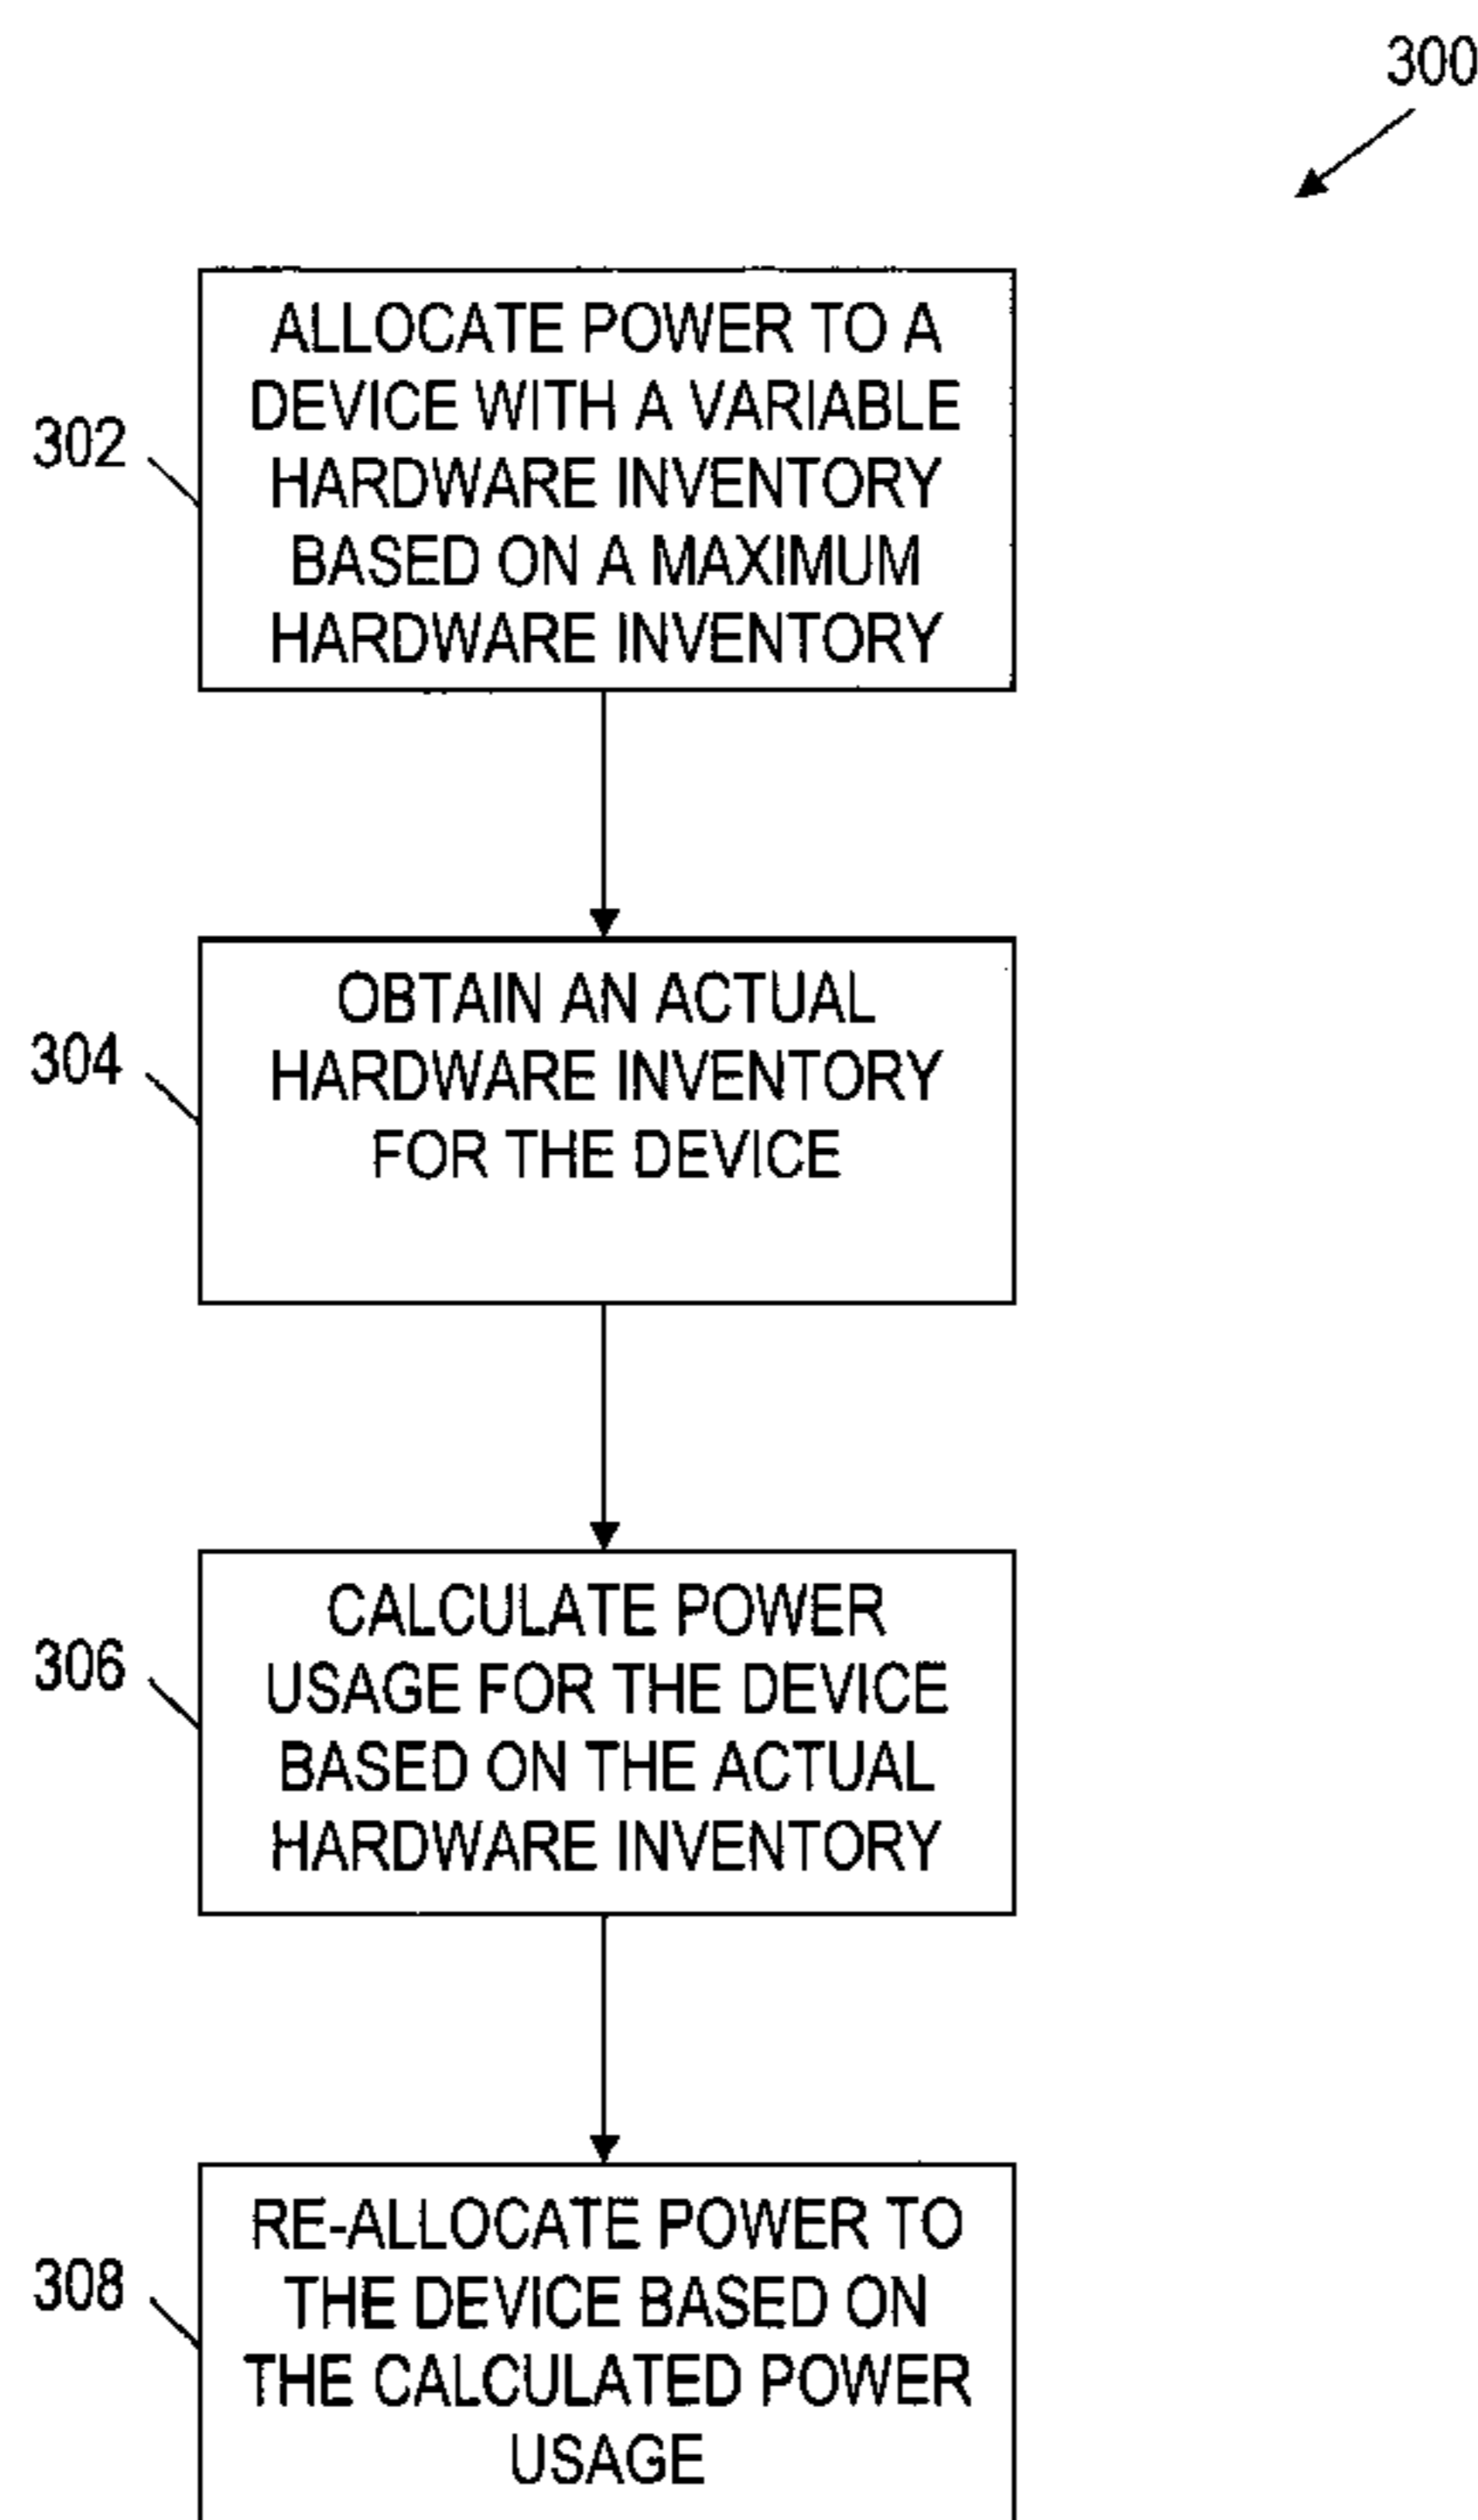 300
302
ALLOCATE POWER TO A
DEVICE WITH A VARIABLE
HARDWARE INVENTORY
BASED ON A MAXIMUM
HARDWARE INVENTORY
304
OBTAIN AN ACTUAL
HARDWARE INVENTORY
FOR THE DEVICE
306
CALCULATE POWER
USAGE FOR THE DEVICE
BASED ON THE ACTUAL
HARDWARE INVENTORY
308
RE-ALLOCATE POWER TO
THE DEVICE BASED ON
THE CALCULATED POWER
USAGE